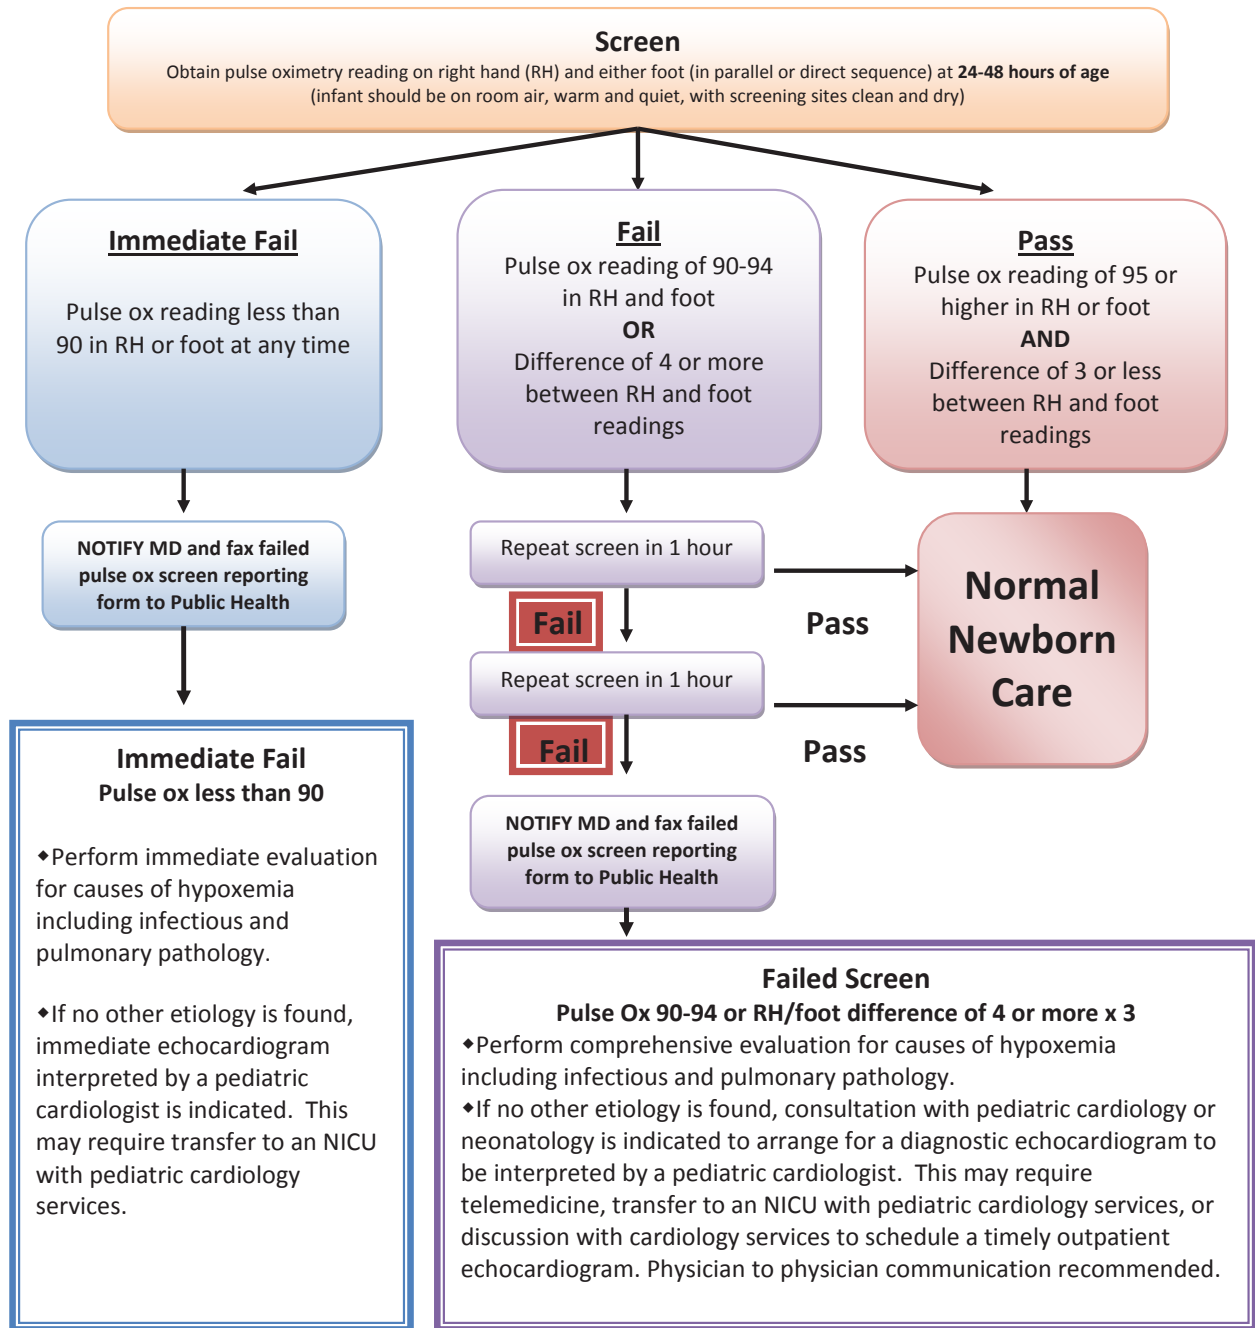 Screen
Obtain pulse oximetry reading on right hand (RH) and either foot (in parallel or direct sequence) at 24-48 hours of age
(infant should be on room air, warm and quiet, with screening sites clean and dry)
Immediate Fail
Pulse ox reading less than
90 in RH or foot at any time
Fail
Pulse ox reading of 90-94
in RH and foot
OR
Difference of 4 or more
between RH and foot
readings
Pass
Pulse ox reading of 95 or
higher in RH or foot
AND
Difference of 3 or less
between RH and foot
readings
NOTIFY MD and fax failed
pulse ox screen reporting
form to Public Health
Repeat screen in 1 hour
Fail
Pass
Repeat screen in 1 hour
Fail
Pass
Normal
Newborn
Care
NOTIFY MD and fax failed
pulse ox screen reporting
form to Public Health
Immediate Fail
Pulse ox less than 90
◆Perform immediate evaluation
for causes of hypoxemia
including infectious and
pulmonary pathology.
◆If no other etiology is found,
immediate echocardiogram
interpreted by a pediatric
cardiologist is indicated.  This
may require transfer to an NICU
with pediatric cardiology
services.
Failed Screen
Pulse Ox 90-94 or RH/foot difference of 4 or more x 3
◆Perform comprehensive evaluation for causes of hypoxemia
including infectious and pulmonary pathology.
◆If no other etiology is found, consultation with pediatric cardiology or
neonatology is indicated to arrange for a diagnostic echocardiogram to
be interpreted by a pediatric cardiologist.  This may require
telemedicine, transfer to an NICU with pediatric cardiology services, or
discussion with cardiology services to schedule a timely outpatient
echocardiogram. Physician to physician communication recommended.